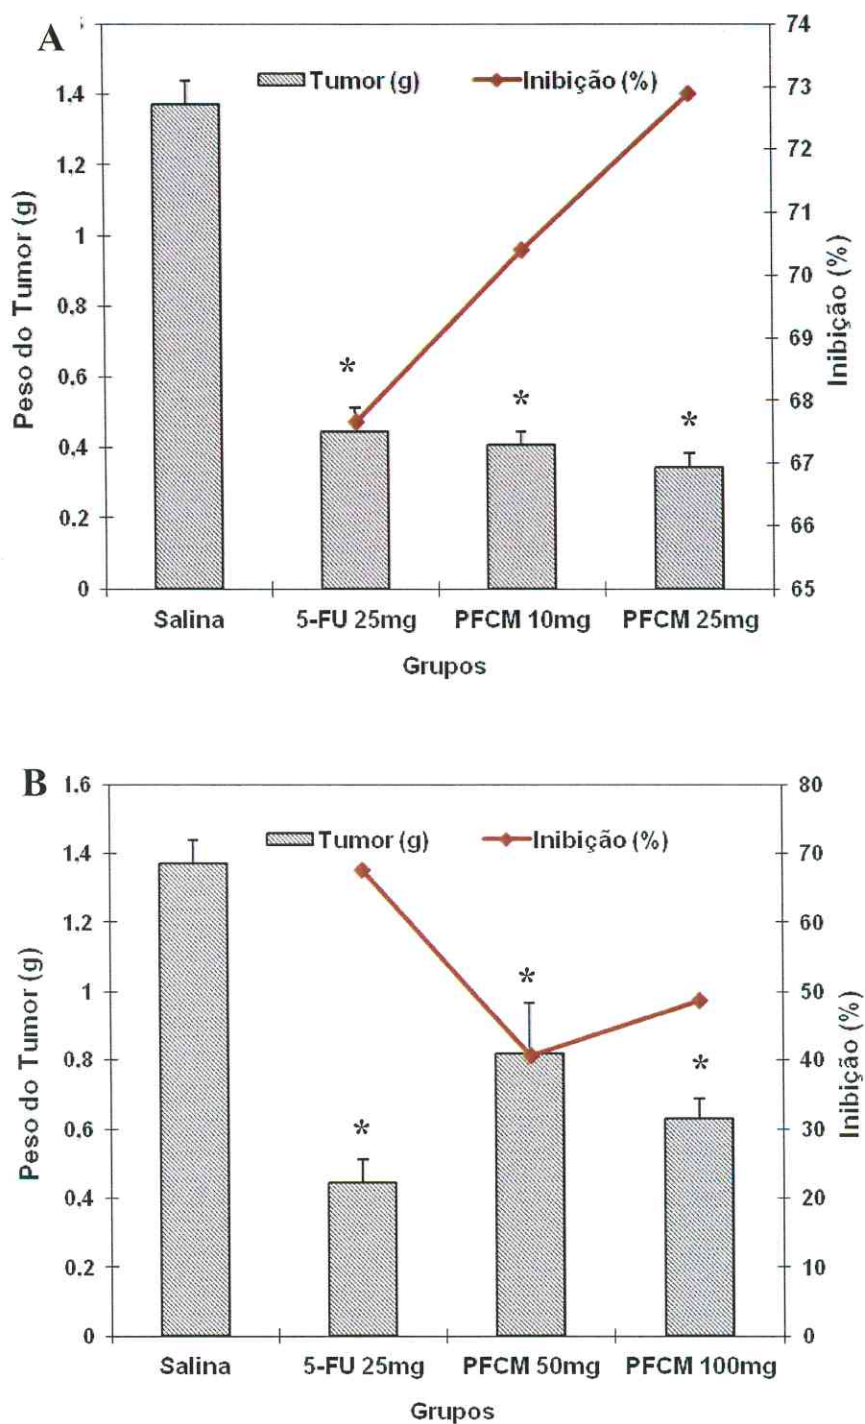 A
74
Tumor (g)
Inibição (%)
1.4
73
1.2
72
1
71
0.8
70
0.6
69
0.4
68
0.2
67
0
66
65
Peso do Tumor (g)
Inibição (%)
*
*
*
Salina
5-FU 25mg
PFCM 10mg
PFCM 25mg
Grupos
B
1.6
80
Tumor (g)
Inibição (%)
1.4
70
1.2
60
1
50
0.8
40
0.6
30
0.4
20
0.2
10
0
0
Peso do Tumor (g)
Inibição (%)
*
*
*
Salina
5-FU 25mg
PFCM 50mg
PFCM 100mg
Grupos